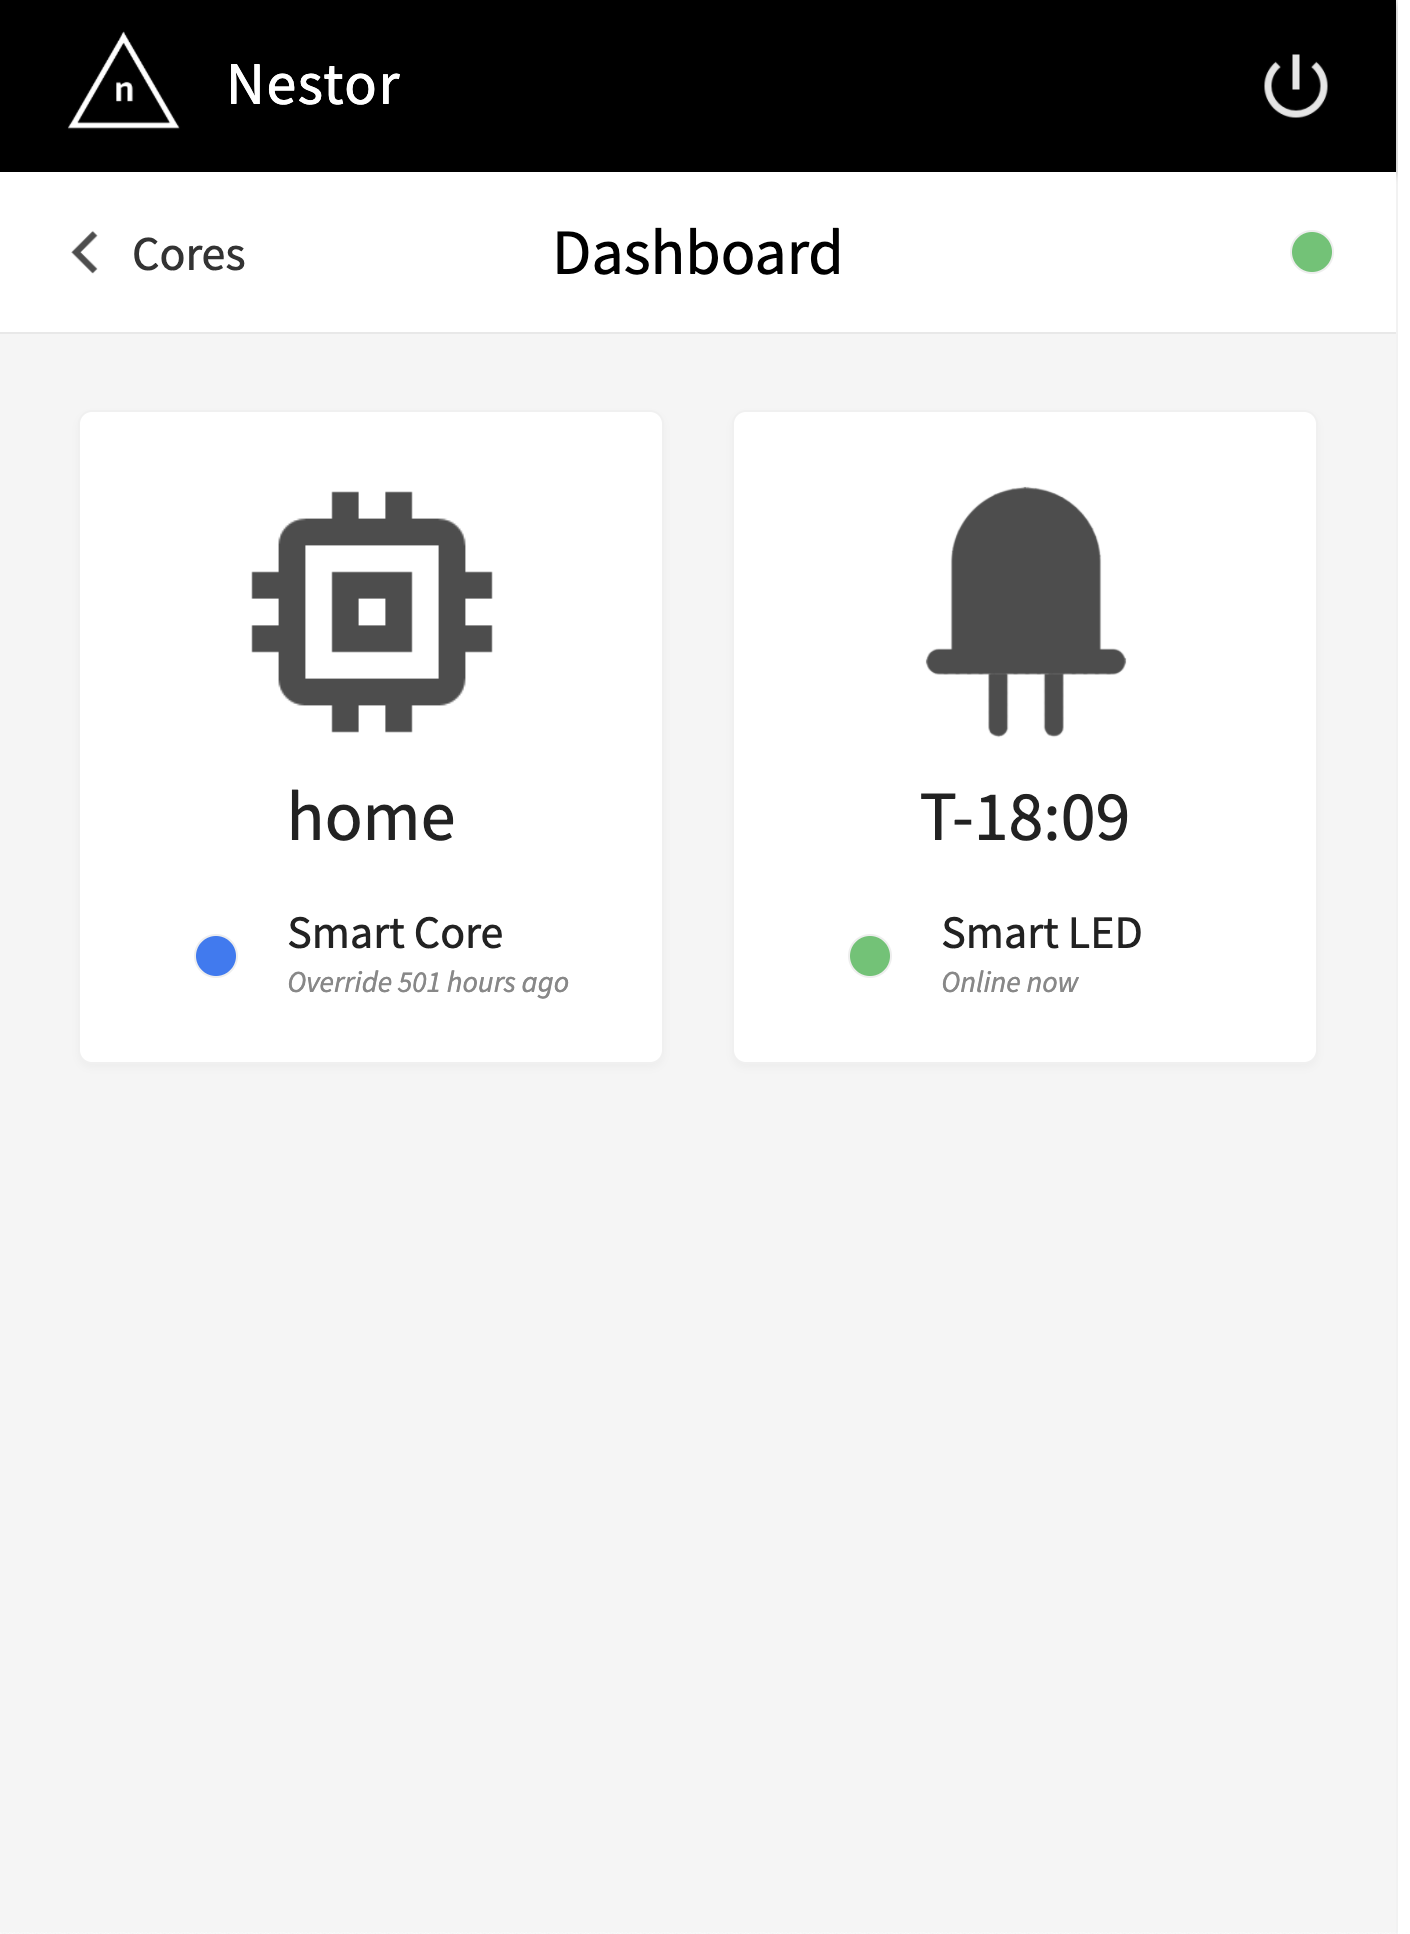 n
Nestor
Cores
Dashboard
home
Smart Core
Override 501 hours ago
T-18:09
Smart LED
Online now